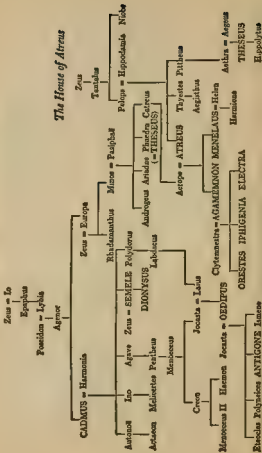 The House of Atreus
Zeus = Io
Epaphus
Poseidon = Lybia
Agenor
Zeus
Tantalus
CADMUS = Harmonia
Zeus = Europa
Pelops = Hippodamia Niobe
Rhadamanthus Minos = Pasiphaë
Autonoë Ino Agave Zeus = SEMELE Polydorus
Androgeus Ariadne Phaedra Catreus
(=THESEUS)
Thyestes Pittheus
Actaeon Melicertes Pentheus DIONYSUS Labdacus
Aerope = ATREUS
Aegisthus
Aethra = Aegeus
Menoeceus
THESEUS
Creon Jocasta = Laius
Clytemnestra = AGAMEMNON MENELAUS = Helen
Hippolytus
Menoeceus II Haemon Jocasta = OEDIPUS
Hermione
ORESTES IPHIGENIA ELECTRA
Eteocles Polyneices ANTIGONE Ismene